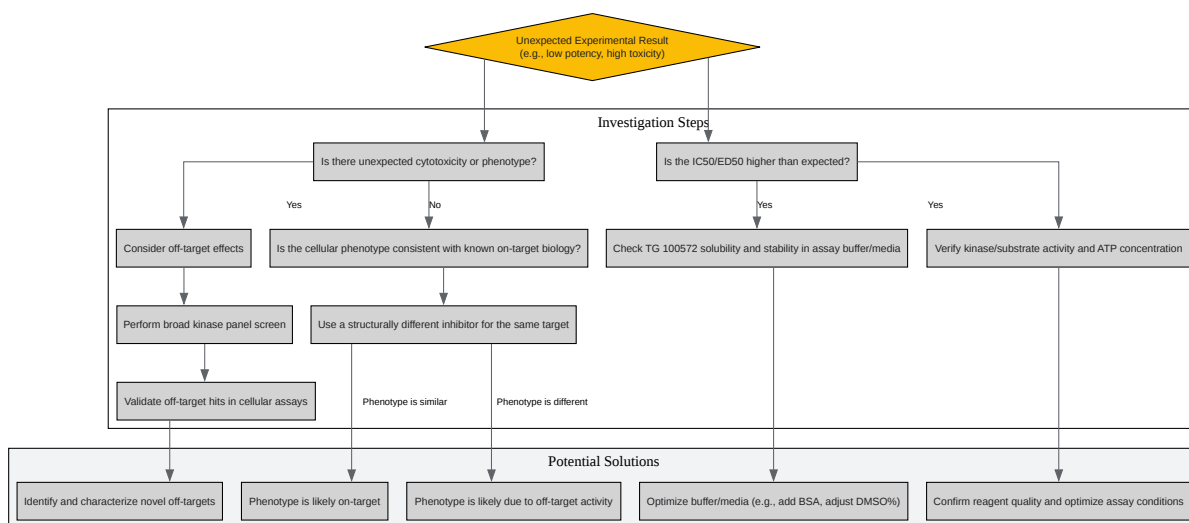 Unexpected Experimental Result
(e.g., low potency, high toxicity)
Investigation Steps
Is there unexpected cytotoxicity or phenotype?
Is the IC50/ED50 higher than expected?
Yes
No
Yes
Yes
Consider off-target effects
Is the cellular phenotype consistent with known on-target biology?
Check TG 100572 solubility and stability in assay buffer/media
Verify kinase/substrate activity and ATP concentration
Perform broad kinase panel screen
Use a structurally different inhibitor for the same target
Validate off-target hits in cellular assays
Phenotype is similar
Phenotype is different
Potential Solutions
Identify and characterize novel off-targets
Phenotype is likely on-target
Phenotype is likely due to off-target activity
Optimize buffer/media (e.g., add BSA, adjust DMSO%)
Confirm reagent quality and optimize assay conditions